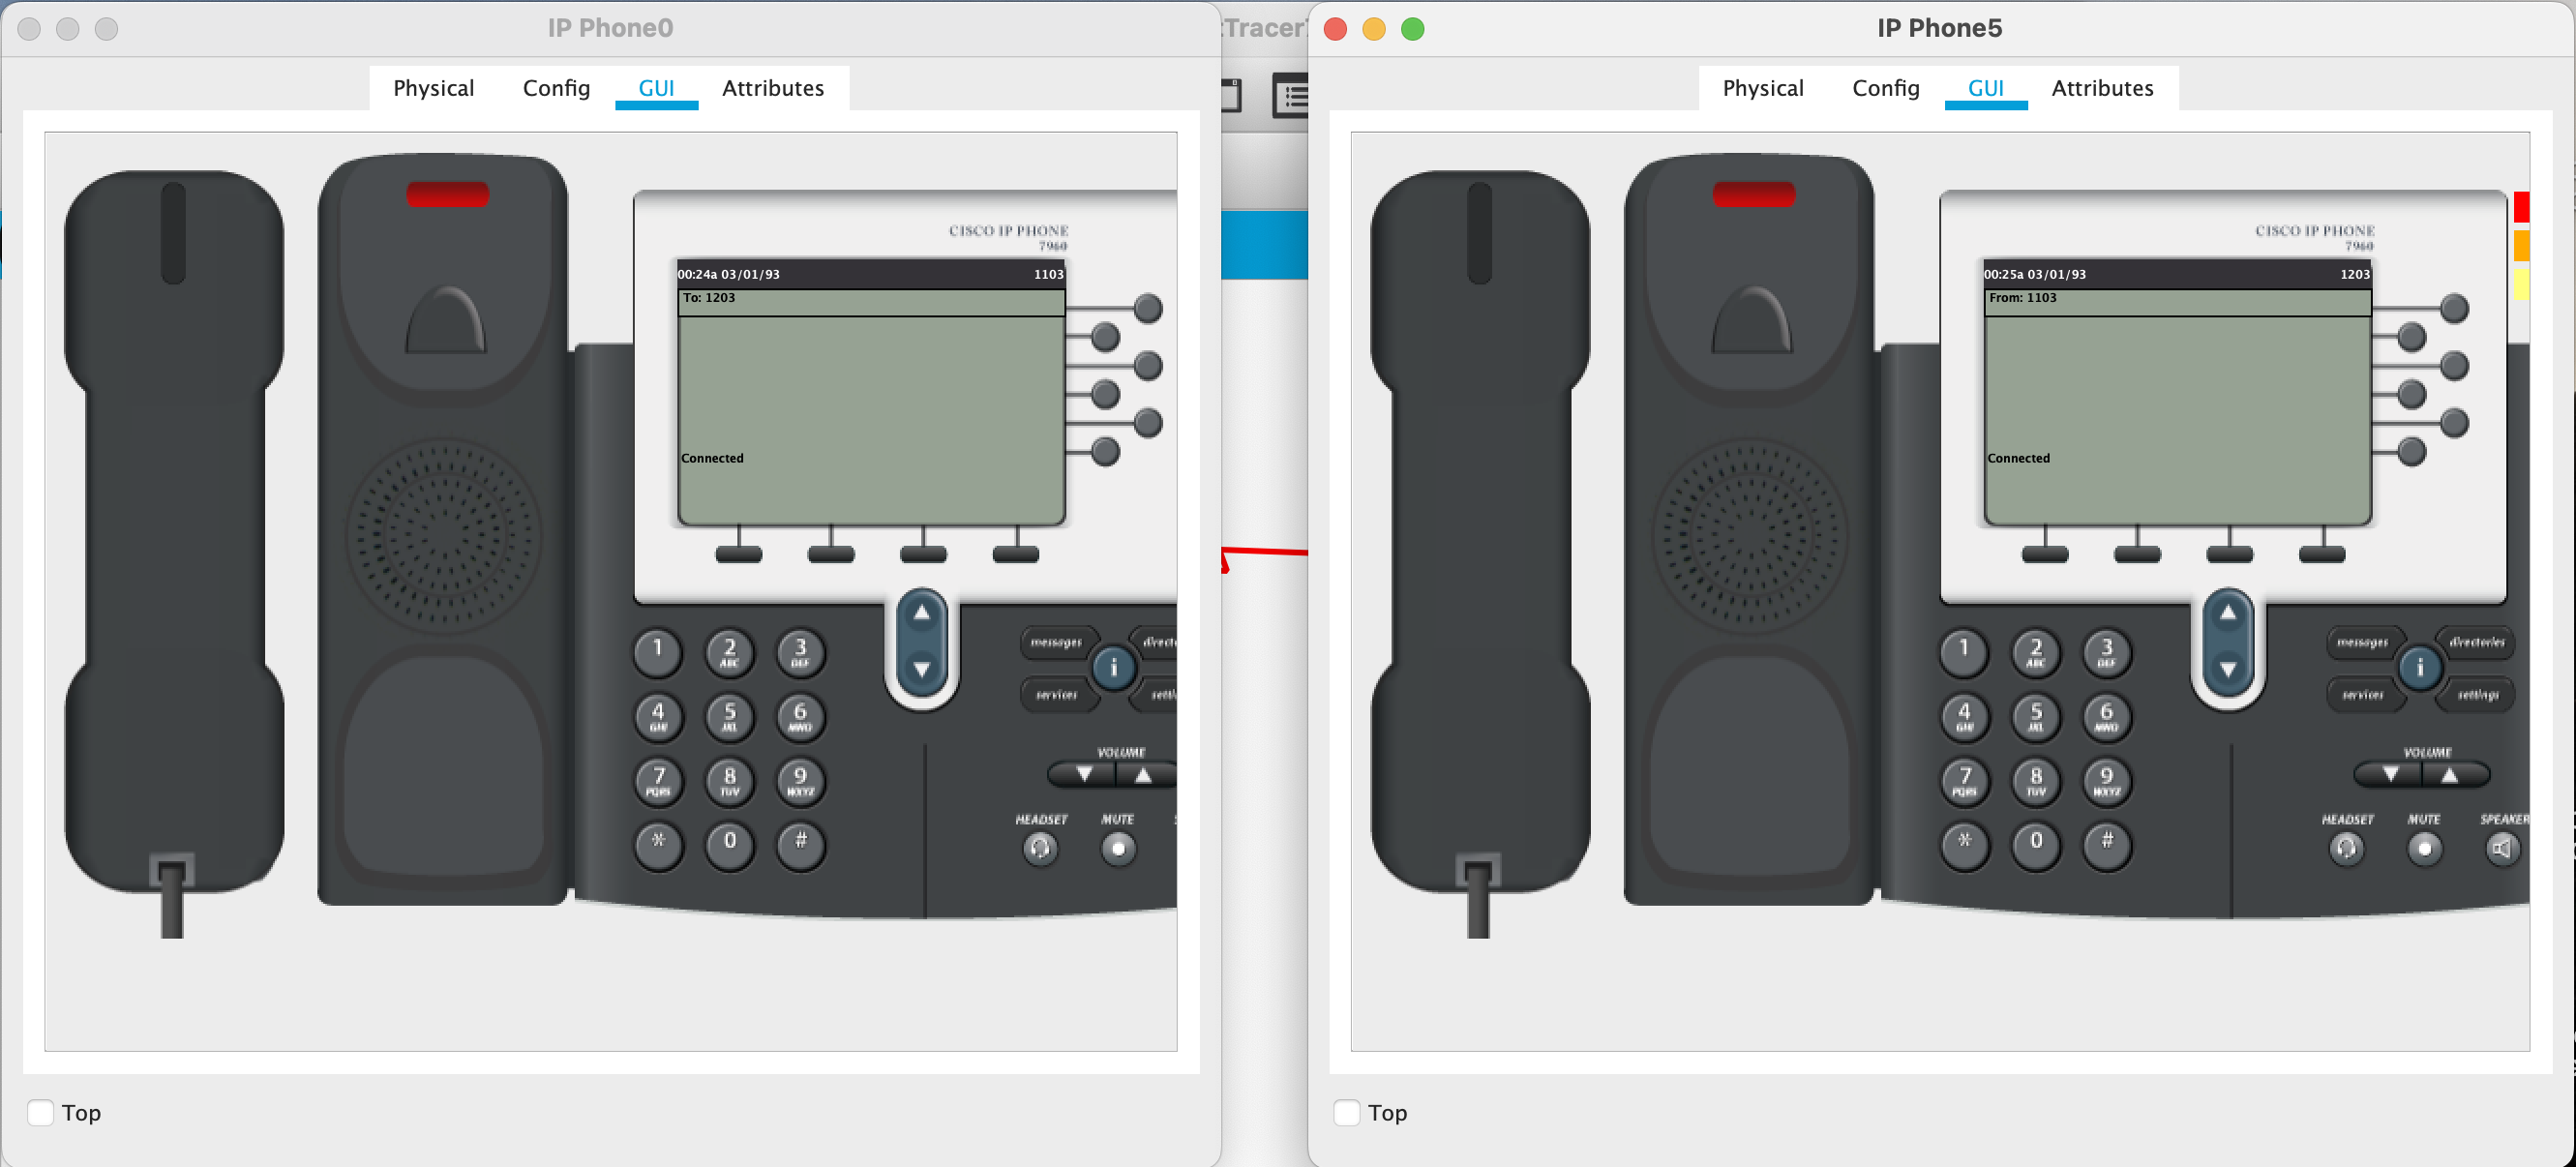 IP Phone0
Physical Config GUI Attributes
CISCO IP PHONE
7960
00:24a 03/01/93 1103
To: 1203
Connected
1
2 ABC
3 DEF
4 GHI
5 JKL
6 MNO
7 PQRS
8 TUV
9 WXYZ
*
0
#
messages
services
i
VOLUME
HEADSET MUTE
Top
Tracer
IP Phone5
Physical Config GUI Attributes
CISCO IP PHONE
7960
00:25a 03/01/93 1203
From: 1103
Connected
1
2 ABC
3 DEF
4 GHI
5 JKL
6 MNO
7 PQRS
8 TUV
9 WXYZ
*
0
#
messages directories
i
services settings
VOLUME
HEADSET MUTE SPEAKER
Top